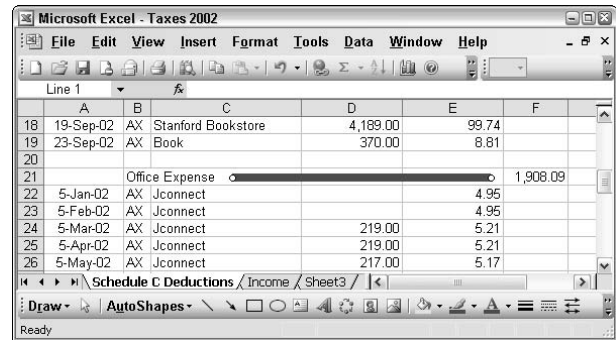 Microsoft Excel - Taxes 2002
File Edit View Insert Format Tools Data Window Help
Line 1 fx
A B C D E F
18 19-Sep-02 AX Stanford Bookstore 4,189.00 99.74
19 23-Sep-02 AX Book 370.00 8.81
20
21 Office Expense 1,908.09
22 5-Jan-02 AX Jconnect 4.95
23 5-Feb-02 AX Jconnect 4.95
24 5-Mar-02 AX Jconnect 219.00 5.21
25 5-Apr-02 AX Jconnect 219.00 5.21
26 5-May-02 AX Jconnect 217.00 5.17
Schedule C Deductions / Income / Sheet3 /
Draw AutoShapes A
Ready